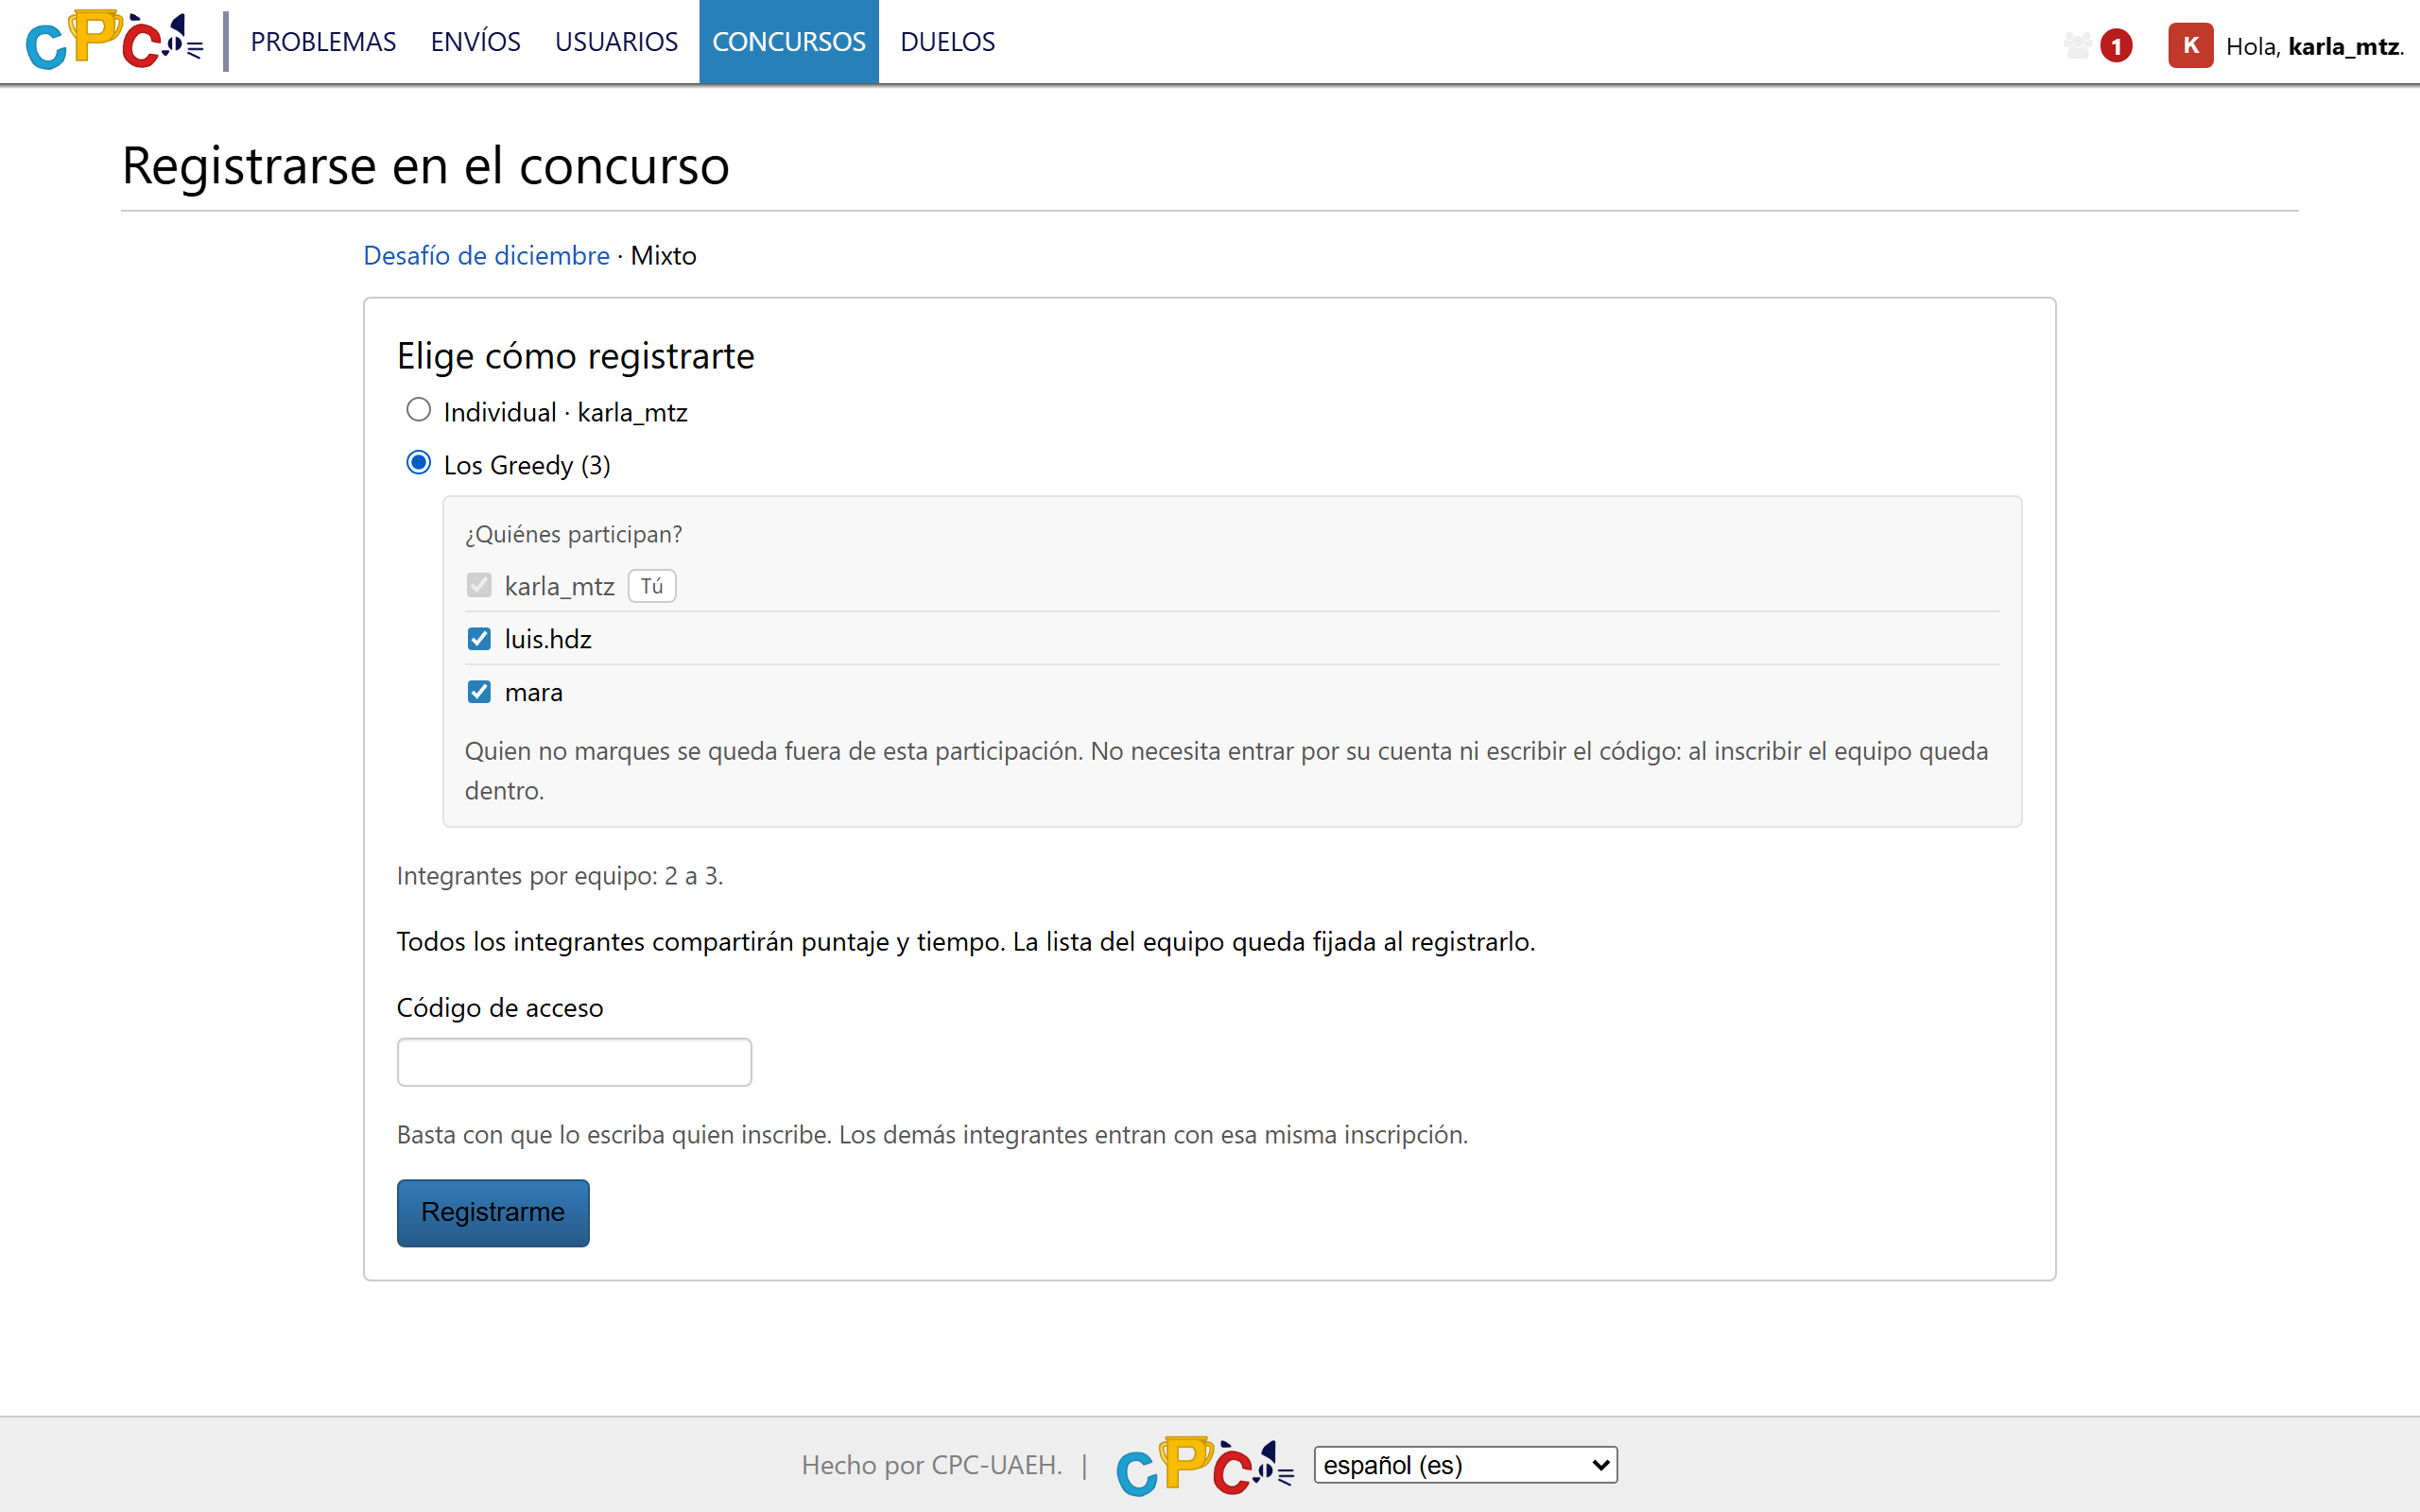 CPC PROBLEMAS ENVÍOS USUARIOS CONCURSOS DUELOS 1 K Hola, karla_mtz.
Registrarse en el concurso
Desafío de diciembre · Mixto
Elige cómo registrarte
Individual · karla_mtz
Los Greedy (3)
¿Quiénes participan?
karla_mtz Tú
luis.hdz
mara
Quien no marques se queda fuera de esta participación. No necesita entrar por su cuenta ni escribir el código: al inscribir el equipo queda
dentro.
Integrantes por equipo: 2 a 3.
Todos los integrantes compartirán puntaje y tiempo. La lista del equipo queda fijada al registrarlo.
Código de acceso
Basta con que lo escriba quien inscribe. Los demás integrantes entran con esa misma inscripción.
Registrarme
Hecho por CPC-UAEH. | CPC español (es)